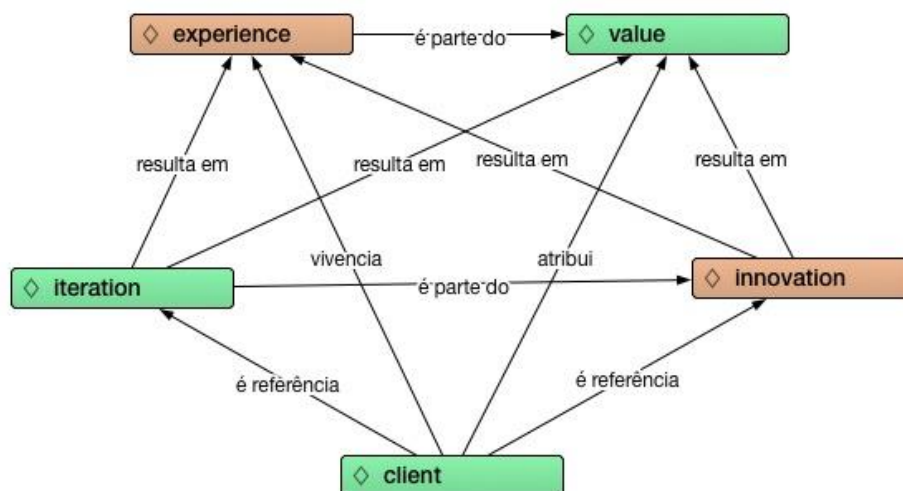 experience
é parte do
value
resulta em
resulta em
resulta em
resulta em
vivencia
atribui
iteration
é parte do
innovation
é referência
é referência
client